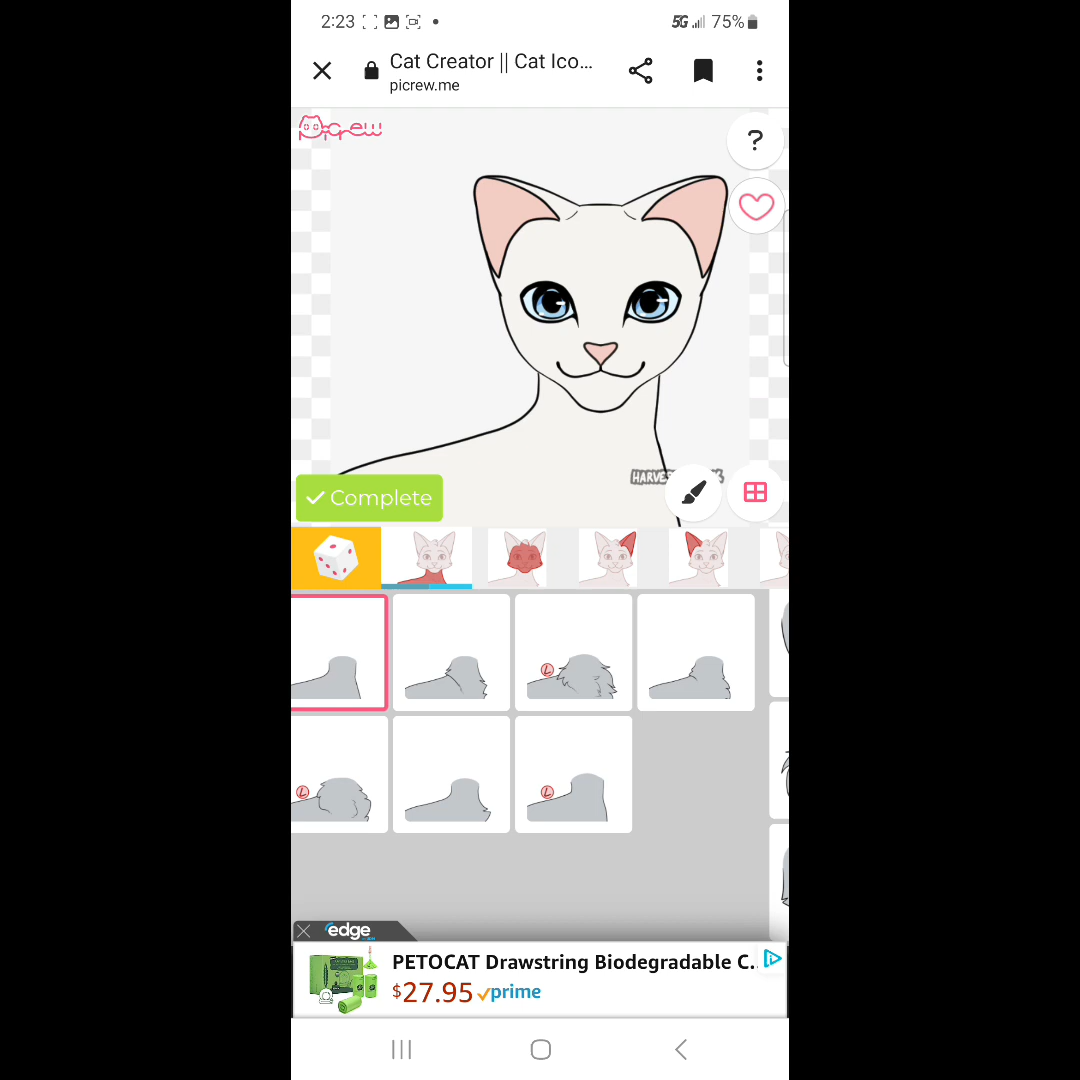 2:23
5G 75%
Cat Creator || Cat Ico...
picrew.me
Picrew
?
Complete
L
L
L
edge
PETOCAT Drawstring Biodegradable C..
$27.95 prime